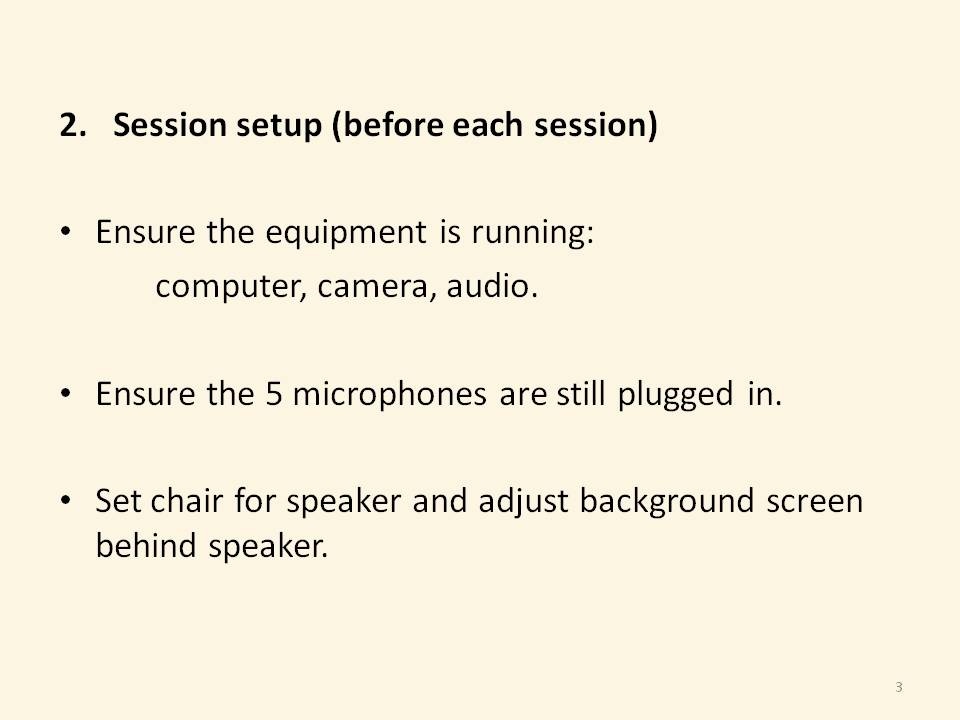 2. Session setup (before each session)
• Ensure the equipment is running:
computer, camera, audio.
• Ensure the 5 microphones are still plugged in.
• Set chair for speaker and adjust background screen
behind speaker.
3